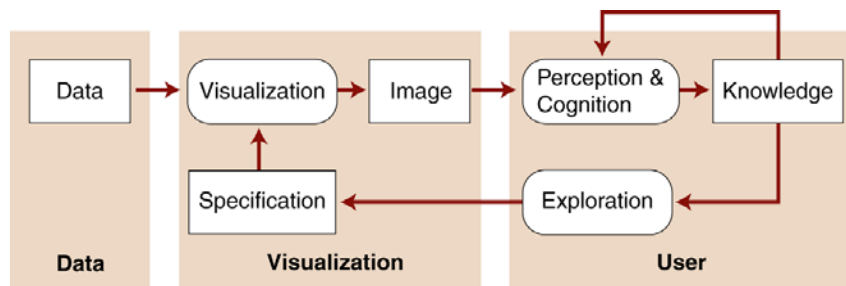 Data
Visualization
Image
Perception &
Cognition
Knowledge
Specification
Exploration
Data
Visualization
User